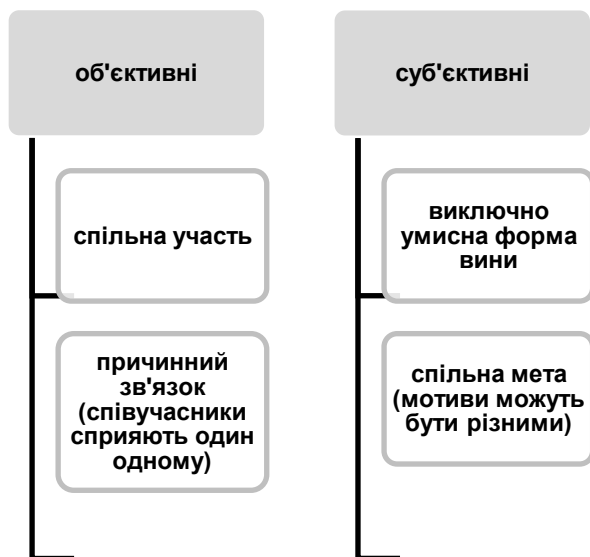 об'єктивні
спільна участь
причинний
зв'язок
(співучасники
сприяють один
одному)
суб'єктивні
виключно
умисна форма
вини
спільна мета
(мотиви можуть
бути різними)